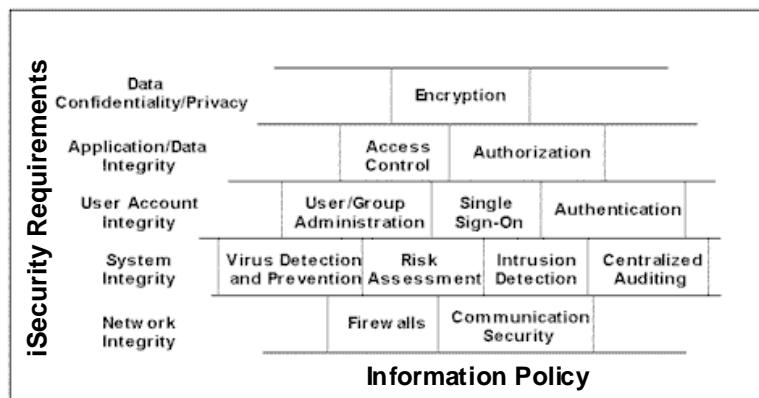 iSecurity Requirements
Data
Confidentiality/Privacy
Encryption
Application/Data
Integrity
Access
Control
Authorization
User Account
Integrity
User/Group
Administration
Single
Sign-On
Authentication
System
Integrity
Virus Detection
and Prevention
Risk
Assessment
Intrusion
Detection
Centralized
Auditing
Network
Integrity
Firewalls
Communication
Security
Information Policy